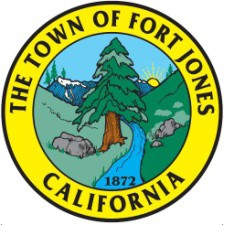 THE TOWN OF FORT JONES
1872
CALIFORNIA